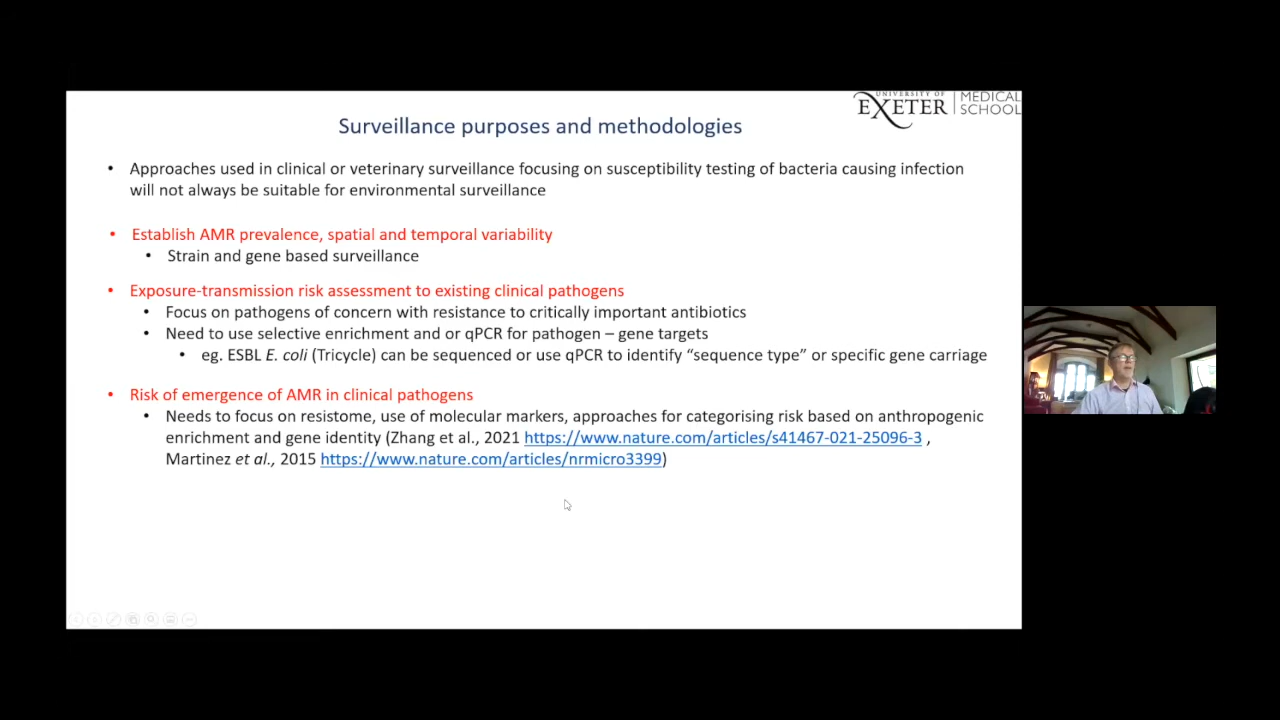 UNIVERSITY OF
EXETER
MEDICAL
SCHOOL
Surveillance purposes and methodologies
• Approaches used in clinical or veterinary surveillance focusing on susceptibility testing of bacteria causing infection
will not always be suitable for environmental surveillance
• Establish AMR prevalence, spatial and temporal variability
• Strain and gene based surveillance
• Exposure-transmission risk assessment to existing clinical pathogens
• Focus on pathogens of concern with resistance to critically important antibiotics
• Need to use selective enrichment and or qPCR for pathogen – gene targets
• eg. ESBL E. coli (Tricycle) can be sequenced or use qPCR to identify “sequence type” or specific gene carriage
• Risk of emergence of AMR in clinical pathogens
• Needs to focus on resistome, use of molecular markers, approaches for categorising risk based on anthropogenic
enrichment and gene identity (Zhang et al., 2021 https://www.nature.com/articles/s41467-021-25096-3 ,
Martinez et al., 2015 https://www.nature.com/articles/nrmicro3399)